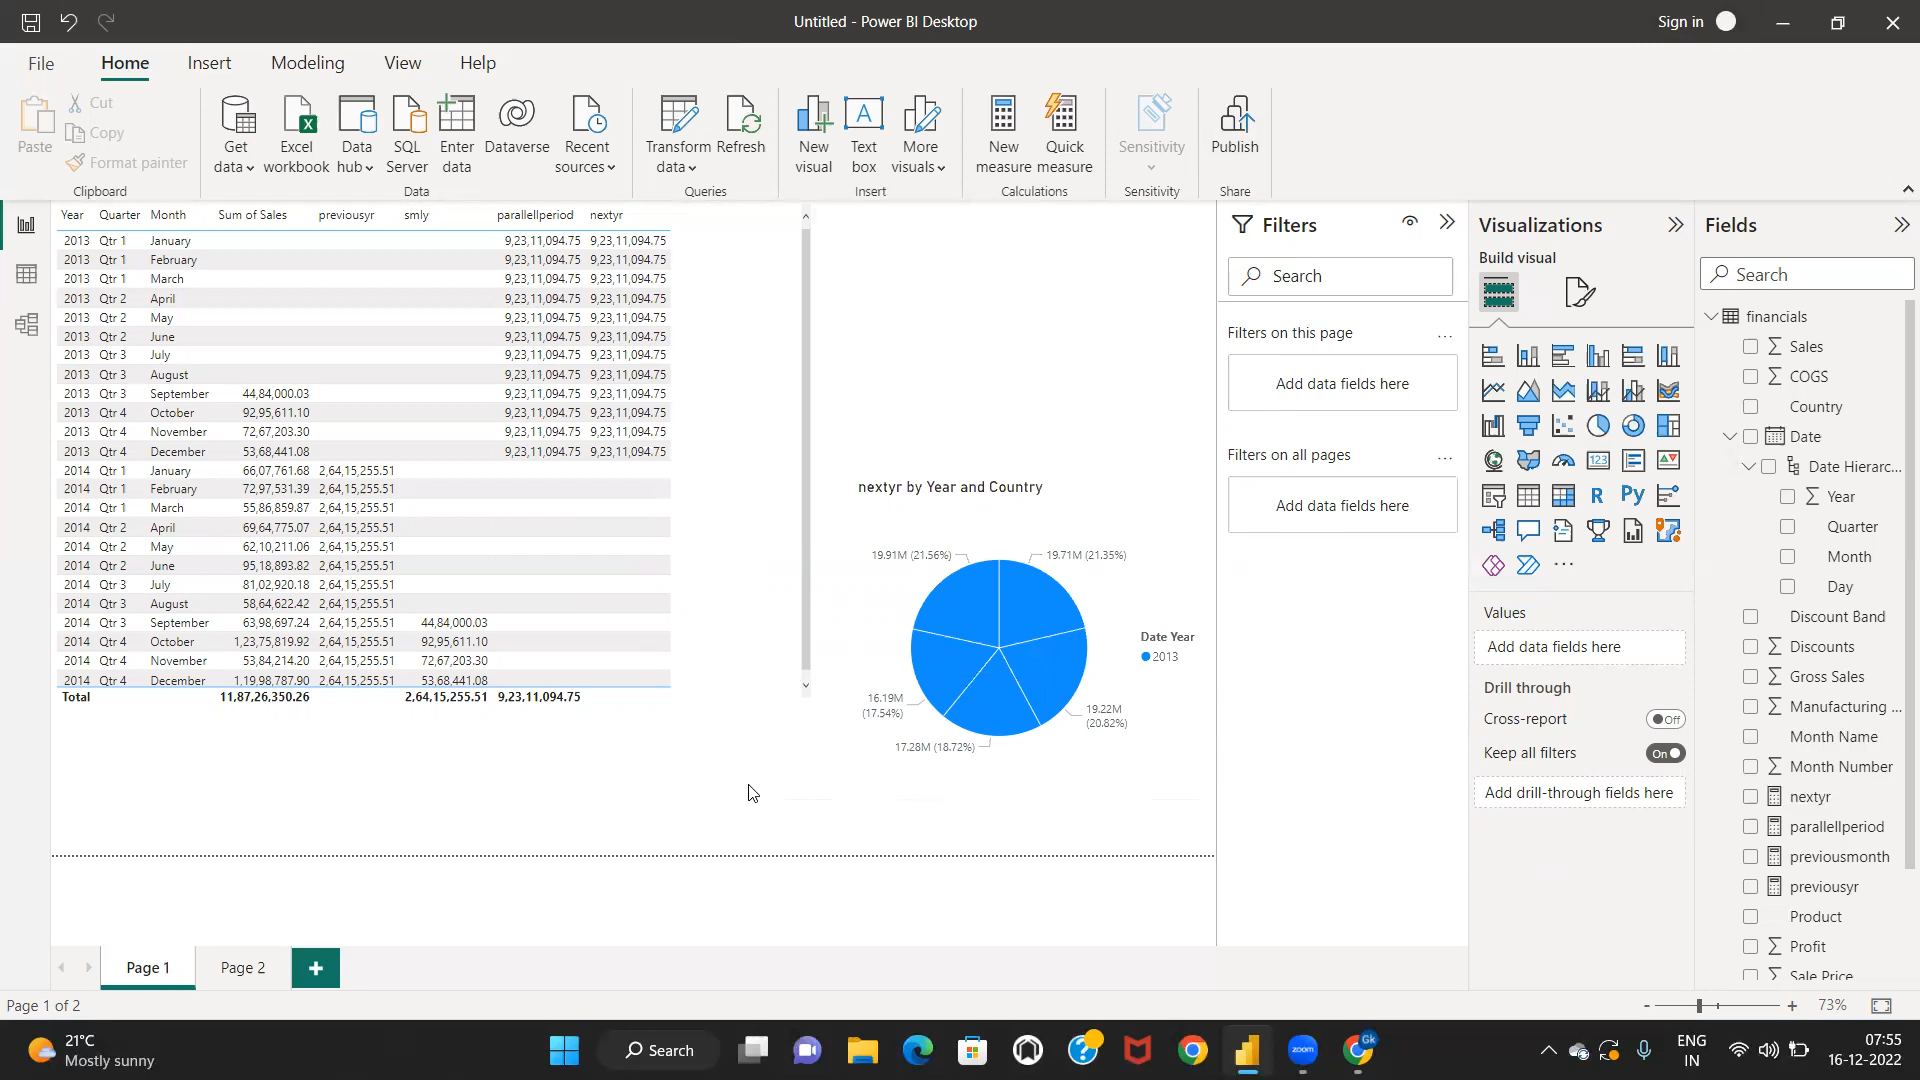 Untitled - Power BI Desktop
Sign in
File Home Insert Modeling View Help
Paste
Cut
Copy
Format painter
Clipboard
Get data
Excel workbook
Data hub
SQL Server
Enter data
Dataverse
Recent sources
Data
Transform data
Refresh
Queries
New visual
Text box
More visuals
Insert
New measure
Quick measure
Calculations
Sensitivity
Sensitivity
Publish
Share
Year Quarter Month Sum of Sales previousyr smly parallellperiod nextyr
2013 Qtr 1 January 9,23,11,094.75 9,23,11,094.75
2013 Qtr 1 February 9,23,11,094.75 9,23,11,094.75
2013 Qtr 1 March 9,23,11,094.75 9,23,11,094.75
2013 Qtr 2 April 9,23,11,094.75 9,23,11,094.75
2013 Qtr 2 May 9,23,11,094.75 9,23,11,094.75
2013 Qtr 2 June 9,23,11,094.75 9,23,11,094.75
2013 Qtr 3 July 9,23,11,094.75 9,23,11,094.75
2013 Qtr 3 August 9,23,11,094.75 9,23,11,094.75
2013 Qtr 3 September 44,84,000.03 9,23,11,094.75 9,23,11,094.75
2013 Qtr 4 October 92,95,611.10 9,23,11,094.75 9,23,11,094.75
2013 Qtr 4 November 72,67,203.30 9,23,11,094.75 9,23,11,094.75
2013 Qtr 4 December 53,68,441.08 9,23,11,094.75 9,23,11,094.75
2014 Qtr 1 January 66,07,761.68 2,64,15,255.51
2014 Qtr 1 February 72,97,531.39 2,64,15,255.51
2014 Qtr 1 March 55,86,859.87 2,64,15,255.51
2014 Qtr 2 April 69,64,775.07 2,64,15,255.51
2014 Qtr 2 May 62,10,211.06 2,64,15,255.51
2014 Qtr 2 June 95,18,893.82 2,64,15,255.51
2014 Qtr 3 July 81,02,920.18 2,64,15,255.51
2014 Qtr 3 August 58,64,622.42 2,64,15,255.51
2014 Qtr 3 September 63,98,697.24 2,64,15,255.51 44,84,000.03
2014 Qtr 4 October 1,23,75,819.92 2,64,15,255.51 92,95,611.10
2014 Qtr 4 November 53,84,214.20 2,64,15,255.51 72,67,203.30
2014 Qtr 4 December 1,19,98,787.90 2,64,15,255.51 53,68,441.08
Total 11,87,26,350.26 2,64,15,255.51 9,23,11,094.75
nextyr by Year and Country
19.91M (21.56%)
19.71M (21.35%)
16.19M
(17.54%)
19.22M
(20.82%)
17.28M (18.72%)
Date Year
2013
Filters
Search
Filters on this page
...
Add data fields here
Filters on all pages
...
Add data fields here
Visualizations
Build visual
R Py
123
...
Values
Add data fields here
Drill through
Cross-report Off
Keep all filters On
Add drill-through fields here
Fields
Search
financials
Sales
COGS
Country
Date
Date Hierarc...
Year
Quarter
Month
Day
Discount Band
Discounts
Gross Sales
Manufacturing ...
Month Name
Month Number
nextyr
parallellperiod
previousmonth
previousyr
Product
Profit
Sale Price
Page 1 Page 2 +
Page 1 of 2
- + 73%
21°C
Mostly sunny
Search
zoom
Gk
ENG
IN
07:55
16-12-2022